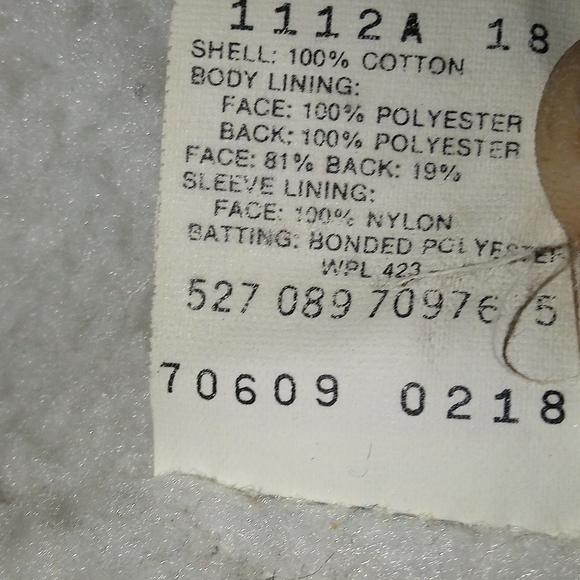 1112A 18
SHELL: 100% COTTON
BODY LINING:
FACE: 100% POLYESTER
BACK: 100% POLYESTER
FACE: 81% BACK: 19%
SLEEVE LINING:
FACE: 100% NYLON
BATTING: BONDED POLYESTER
WPL 423
527 089 70976 5
70609 0218